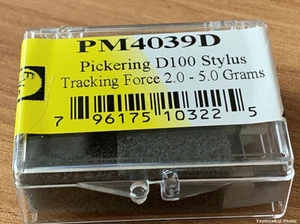 PM4039D
Pickering D100 Stylus
Tracking Force 2.0 - 5.0 Grams
7 96175 10322 5